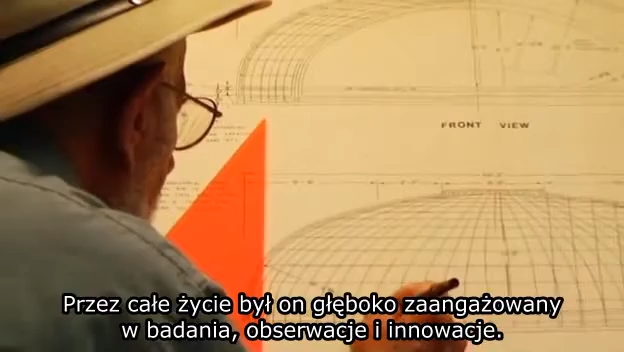 FRONT VIEW
Przez całe życie był on głęboko zaangażowany
w badania, obserwacje i innowacje.